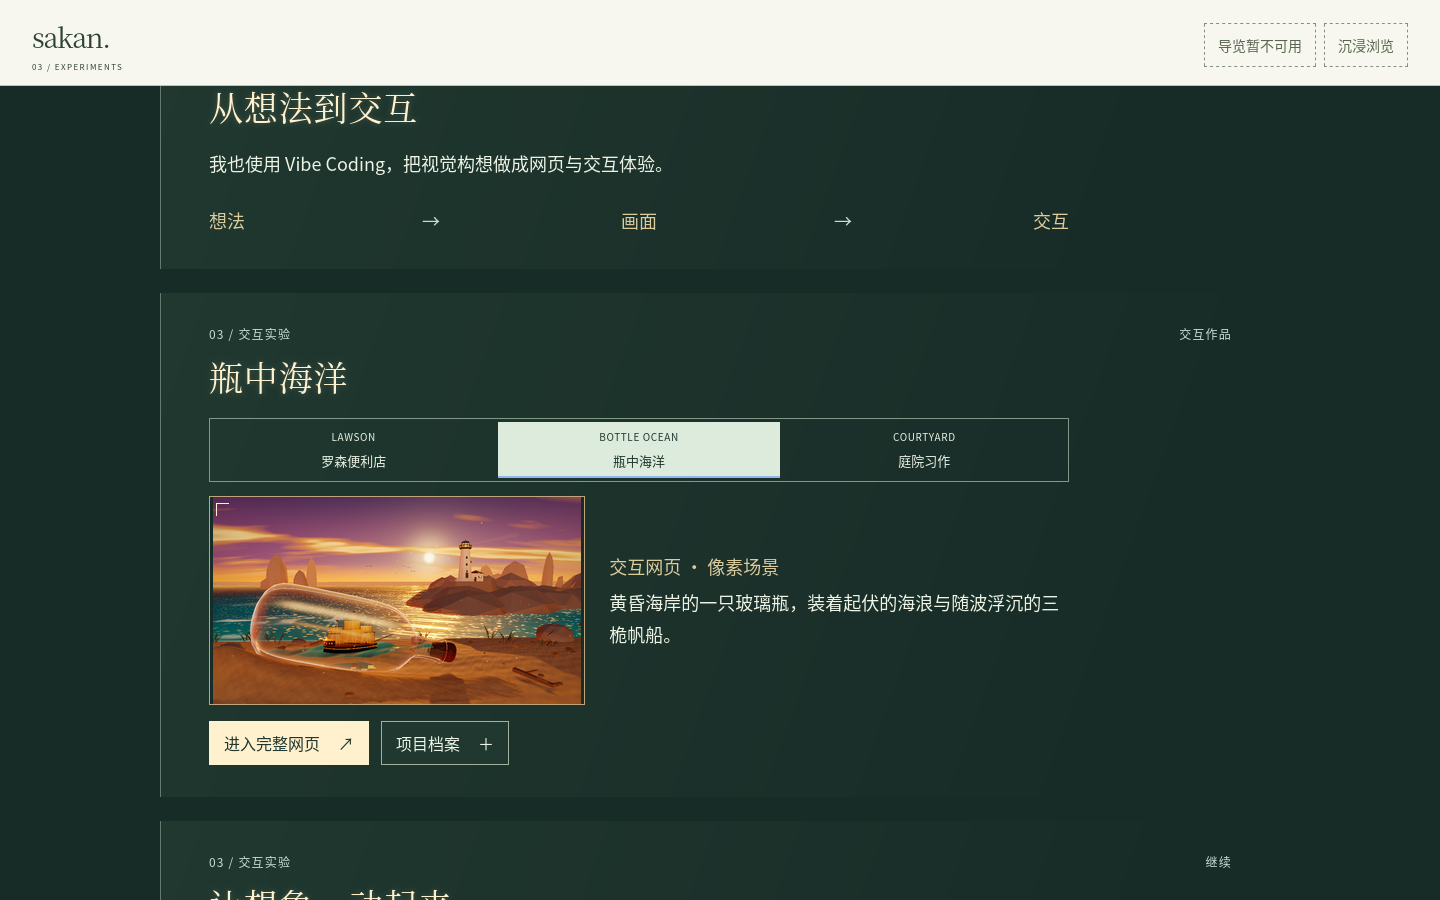 sakan.
03 / EXPERIMENTS
导览暂不可用
沉浸浏览
从想法到交互
我也使用 Vibe Coding，把视觉构想做成网页与交互体验。
想法 → 画面 → 交互
03 / 交互实验
交互作品
瓶中海洋
LAWSON
罗森便利店
BOTTLE OCEAN
瓶中海洋
COURTYARD
庭院习作
交互网页 · 像素场景
黄昏海岸的一只玻璃瓶，装着起伏的海浪与随波浮沉的三
桅帆船。
进入完整网页 ↗
项目档案 +
03 / 交互实验
继续